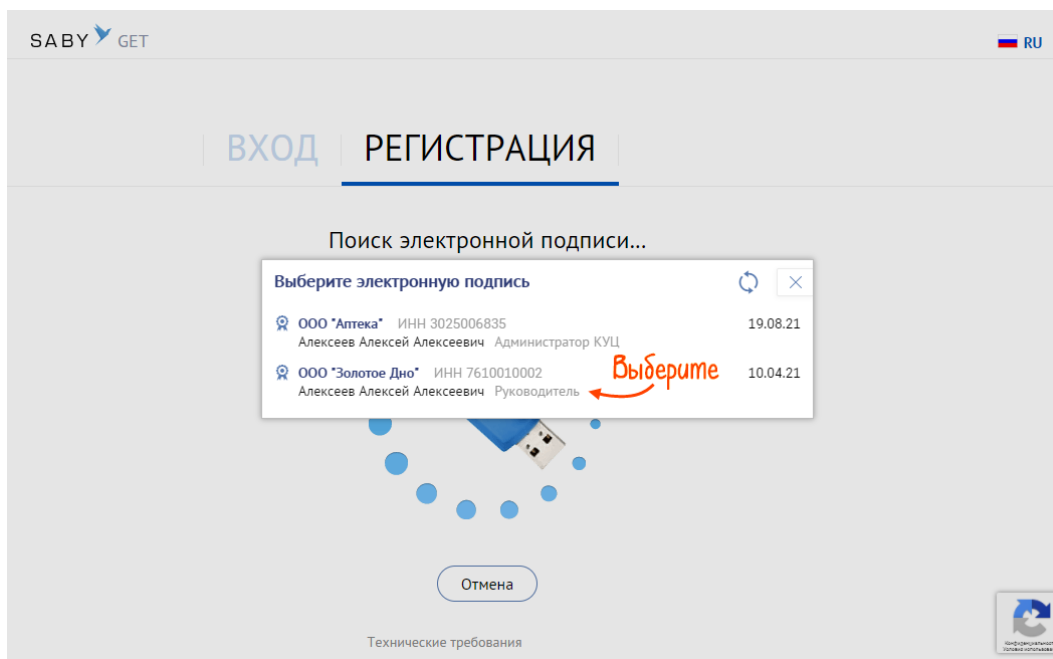 SABY GET
RU
ВХОД РЕГИСТРАЦИЯ
Поиск электронной подписи...
Выберите электронную подпись
ООО "Аптека" ИНН 3025006835 19.08.21
Алексеев Алексей Алексеевич Администратор КУЦ
Выберите
ООО "Золотое Дно" ИНН 7610010002 10.04.21
Алексеев Алексей Алексеевич Руководитель
Отмена
Технические требования